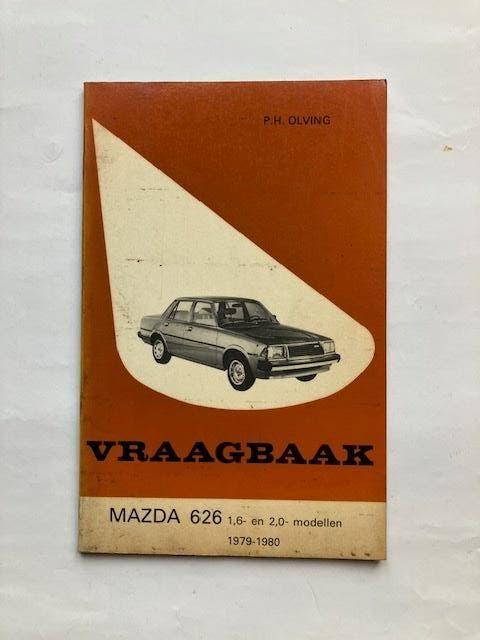 P.H. OLVING
VRAAGBAAK
MAZDA 626 1,6- en 2,0- modellen
1979-1980